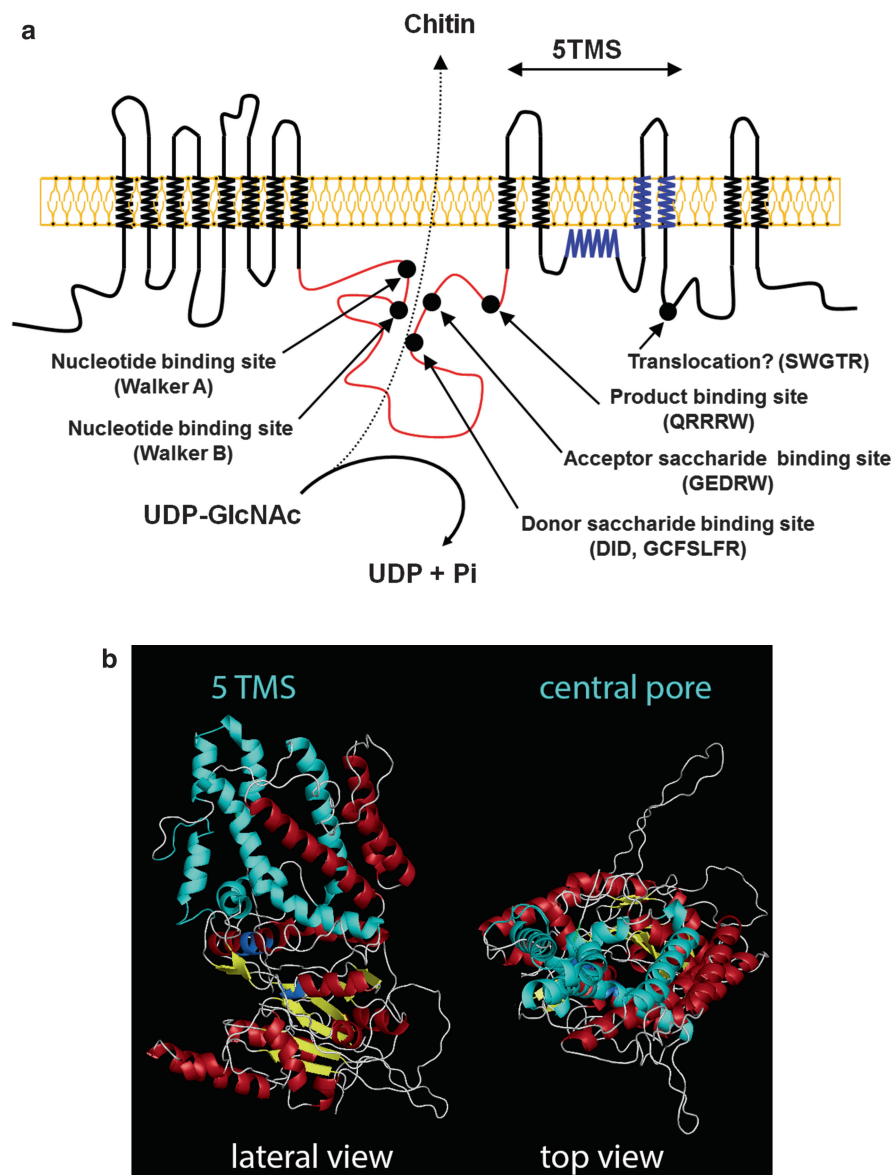 a
Chitin
5TMS
Nucleotide binding site
(Walker A)
Nucleotide binding site
(Walker B)
UDP-GlcNAc
UDP + Pi
Translocation? (SWGTR)
Product binding site
(QRRRW)
Acceptor saccharide binding site
(GEDRW)
Donor saccharide binding site
(DID, GCFSLFR)
b
5 TMS
central pore
lateral view
top view